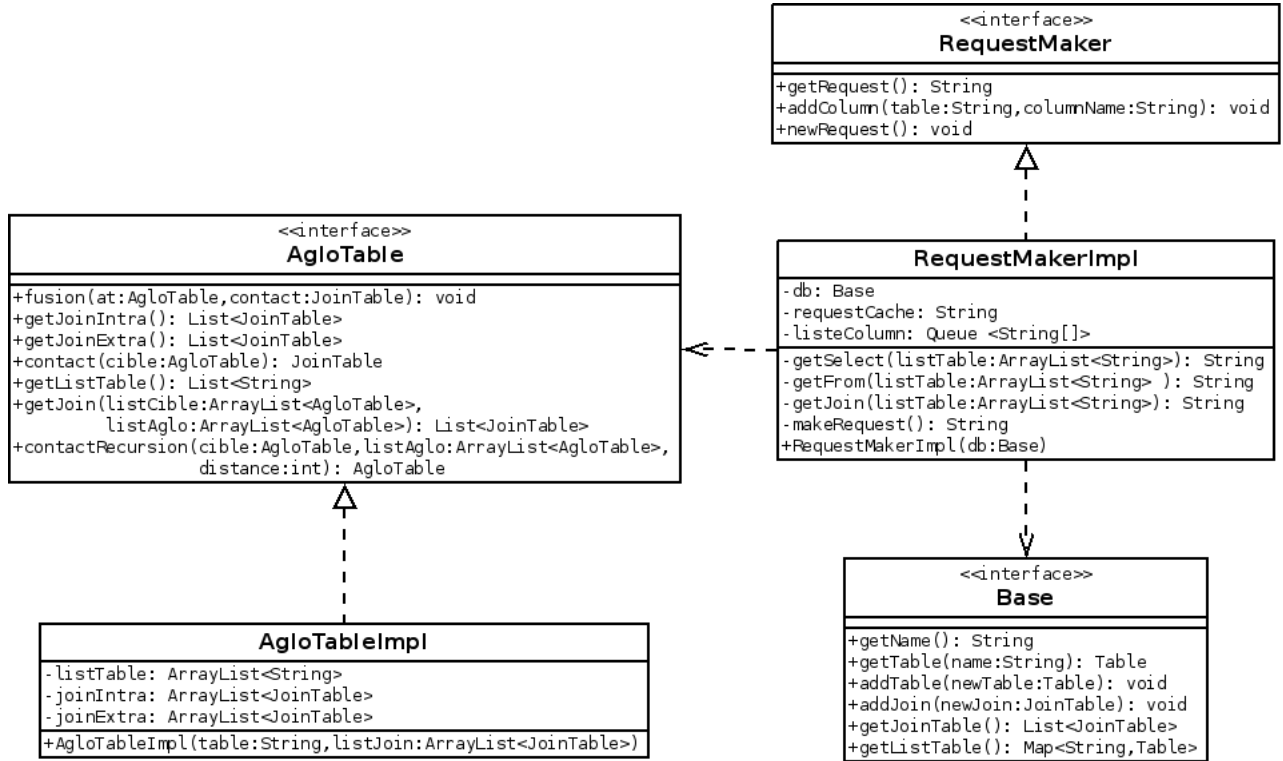 <<interface>>
RequestMaker
+getRequest(): String
+addColumn(table:String,columnName:String): void
+newRequest(): void
<<interface>>
AgloTable
+fusion(at:AgloTable,contact:JoinTable): void
+getJoinIntra(): List<JoinTable>
+getJoinExtra(): List<JoinTable>
+contact(cible:AgloTable): JoinTable
+getListTable(): List<String>
+getJoin(listCible:ArrayList<AgloTable>,
listAglo:ArrayList<AgloTable>): List<JoinTable>
+contactRecursion(cible:AgloTable,listAglo:ArrayList<AgloTable>,
distance:int): AgloTable
RequestMakerImpl
-db: Base
-requestCache: String
-listeColumn: Queue <String[]>
-getSelect(listTable:ArrayList<String>): String
-getFrom(listTable:ArrayList<String> ): String
-getJoin(listTable:ArrayList<String>): String
-makeRequest(): String
+RequestMakerImpl(db:Base)
AgloTableImpl
-listTable: ArrayList<String>
-joinIntra: ArrayList<JoinTable>
-joinExtra: ArrayList<JoinTable>
+AgloTableImpl(table:String,listJoin:ArrayList<JoinTable>)
<<interface>>
Base
+getName(): String
+getTable(name:String): Table
+addTable(newTable:Table): void
+addJoin(newJoin:JoinTable): void
+getJoinTable(): List<JoinTable>
+getListTable(): Map<String,Table>